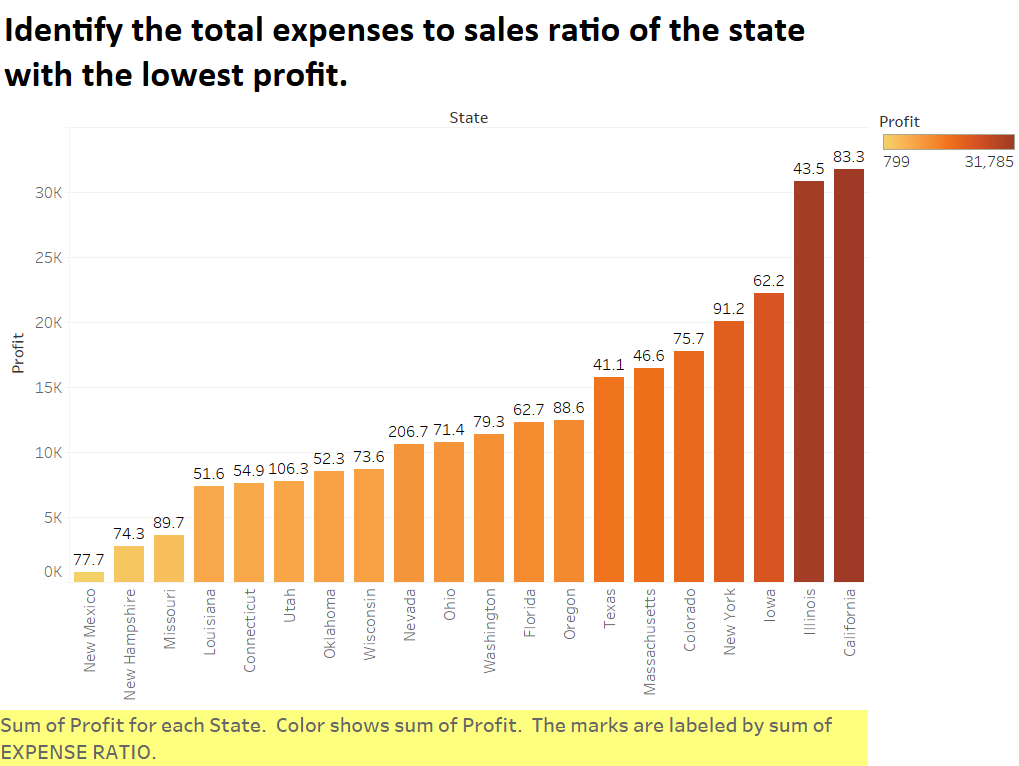 Identify the total expenses to sales ratio of the state
with the lowest profit.
State
Profit
799 31,785
Profit
30K
25K
20K
15K
10K
5K
0K
77.7
74.3
89.7
51.6
54.9
106.3
52.3
73.6
206.7
71.4
79.3
62.7
88.6
41.1
46.6
75.7
91.2
62.2
43.5
83.3
New Mexico
New Hampshire
Missouri
Louisiana
Connecticut
Utah
Oklahoma
Wisconsin
Nevada
Ohio
Washington
Florida
Oregon
Texas
Massachusetts
Colorado
New York
Iowa
Illinois
California
Sum of Profit for each State.  Color shows sum of Profit.  The marks are labeled by sum of
EXPENSE RATIO.